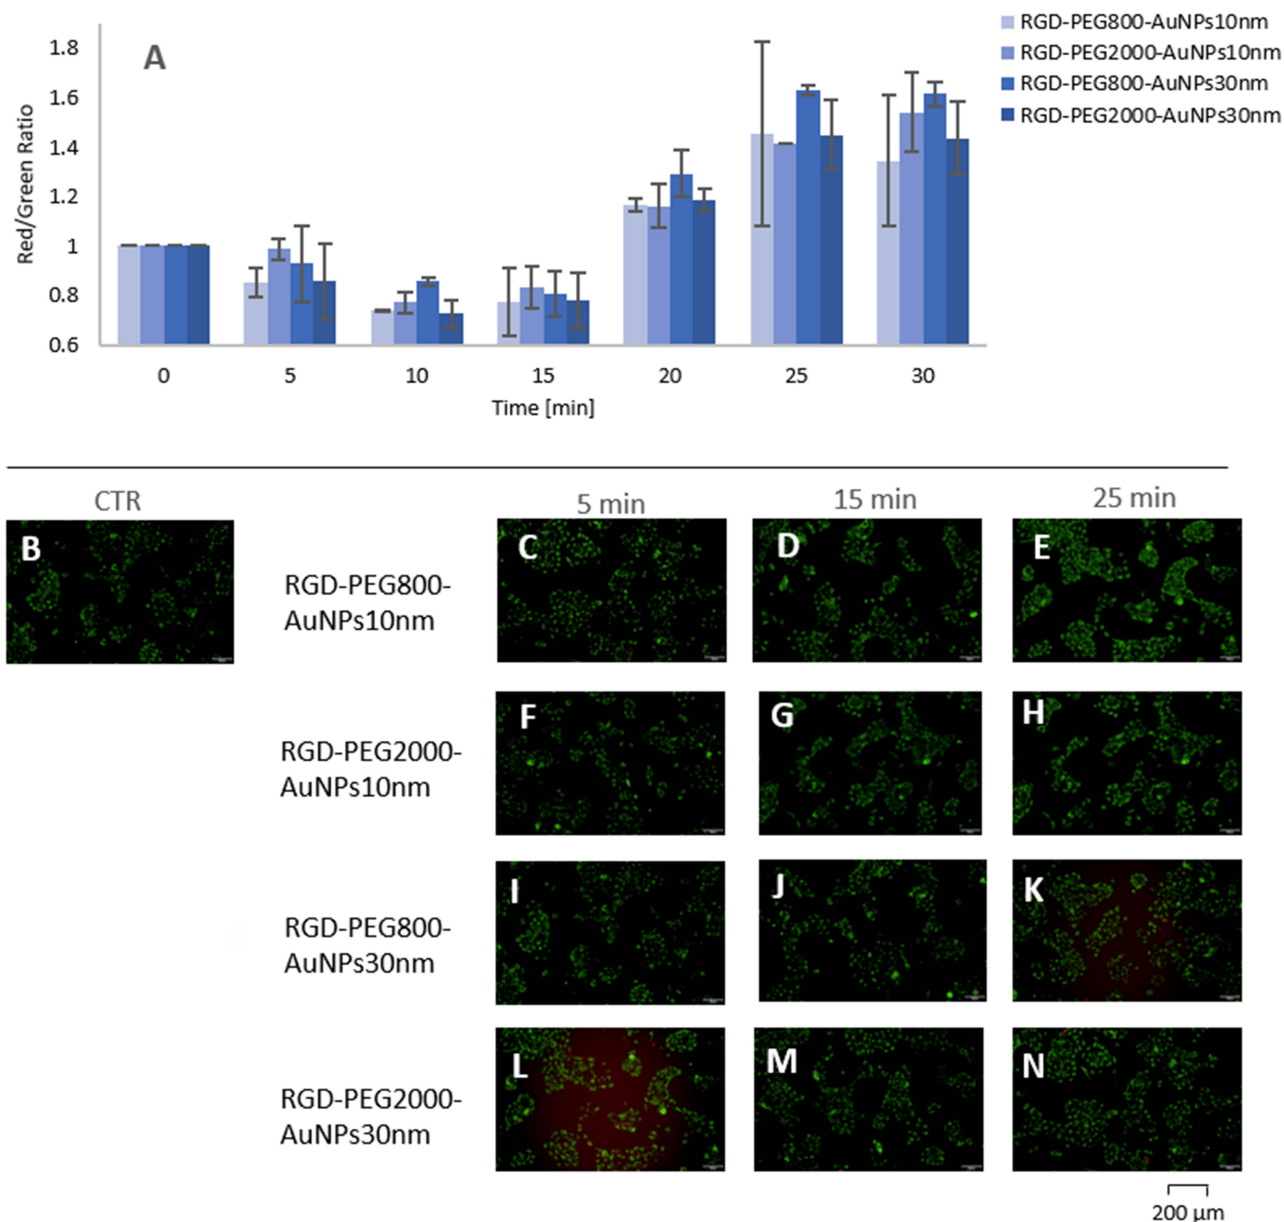 A
Red/Green Ratio
1.8
1.6
1.4
1.2
1
0.8
0.6
0 5 10 15 20 25 30
Time [min]
RGD-PEG800-AuNPs10nm
RGD-PEG2000-AuNPs10nm
RGD-PEG800-AuNPs30nm
RGD-PEG2000-AuNPs30nm
CTR 5 min 15 min 25 min
B
RGD-PEG800-
AuNPs10nm
C D E
RGD-PEG2000-
AuNPs10nm
F G H
RGD-PEG800-
AuNPs30nm
I J K
RGD-PEG2000-
AuNPs30nm
L M N
200 µm